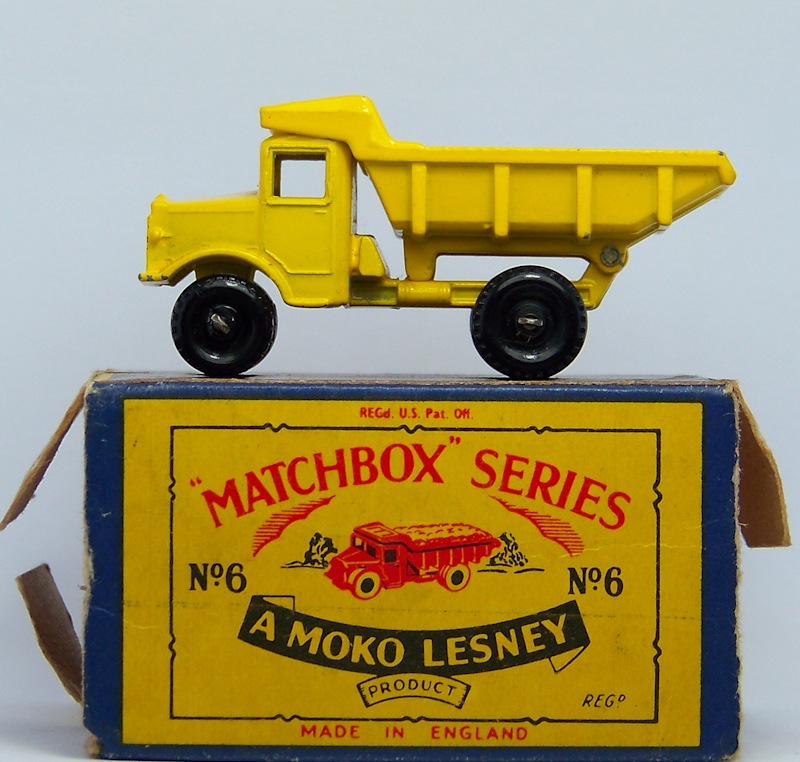 REGd. U.S. Pat. Off.
"MATCHBOX" SERIES
Nº6 Nº6
A MOKO LESNEY
PRODUCT
REGD
MADE IN ENGLAND